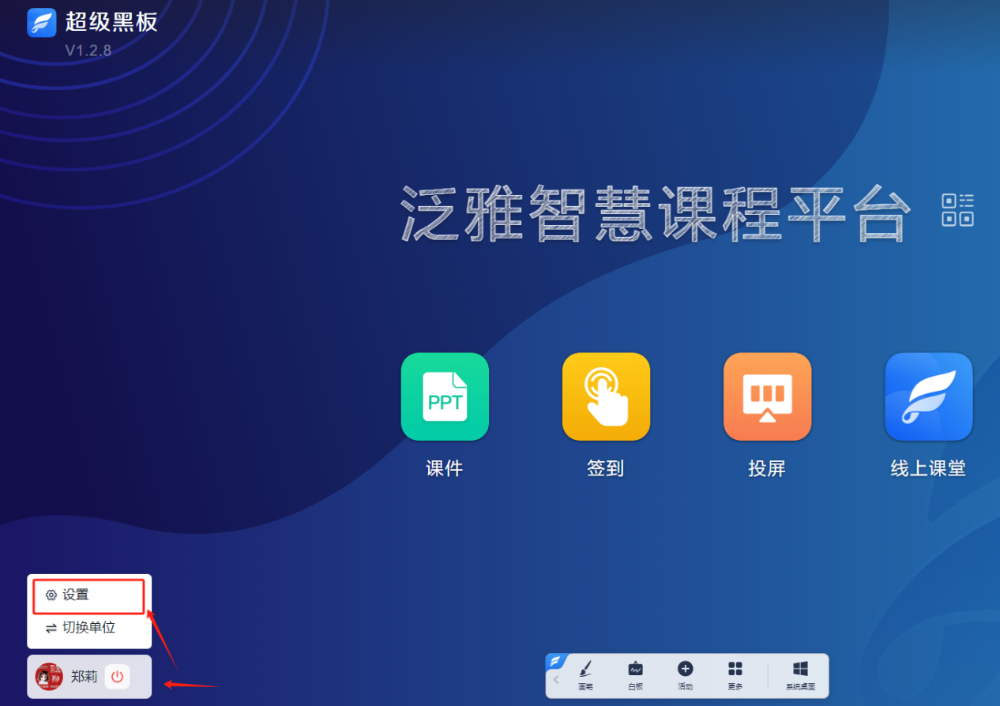 超级黑板
V1.2.8
泛雅智慧课程平台
PPT
课件
签到
投屏
线上课堂
设置
切换单位
郑莉
画笔
白板
活动
更多
系统桌面